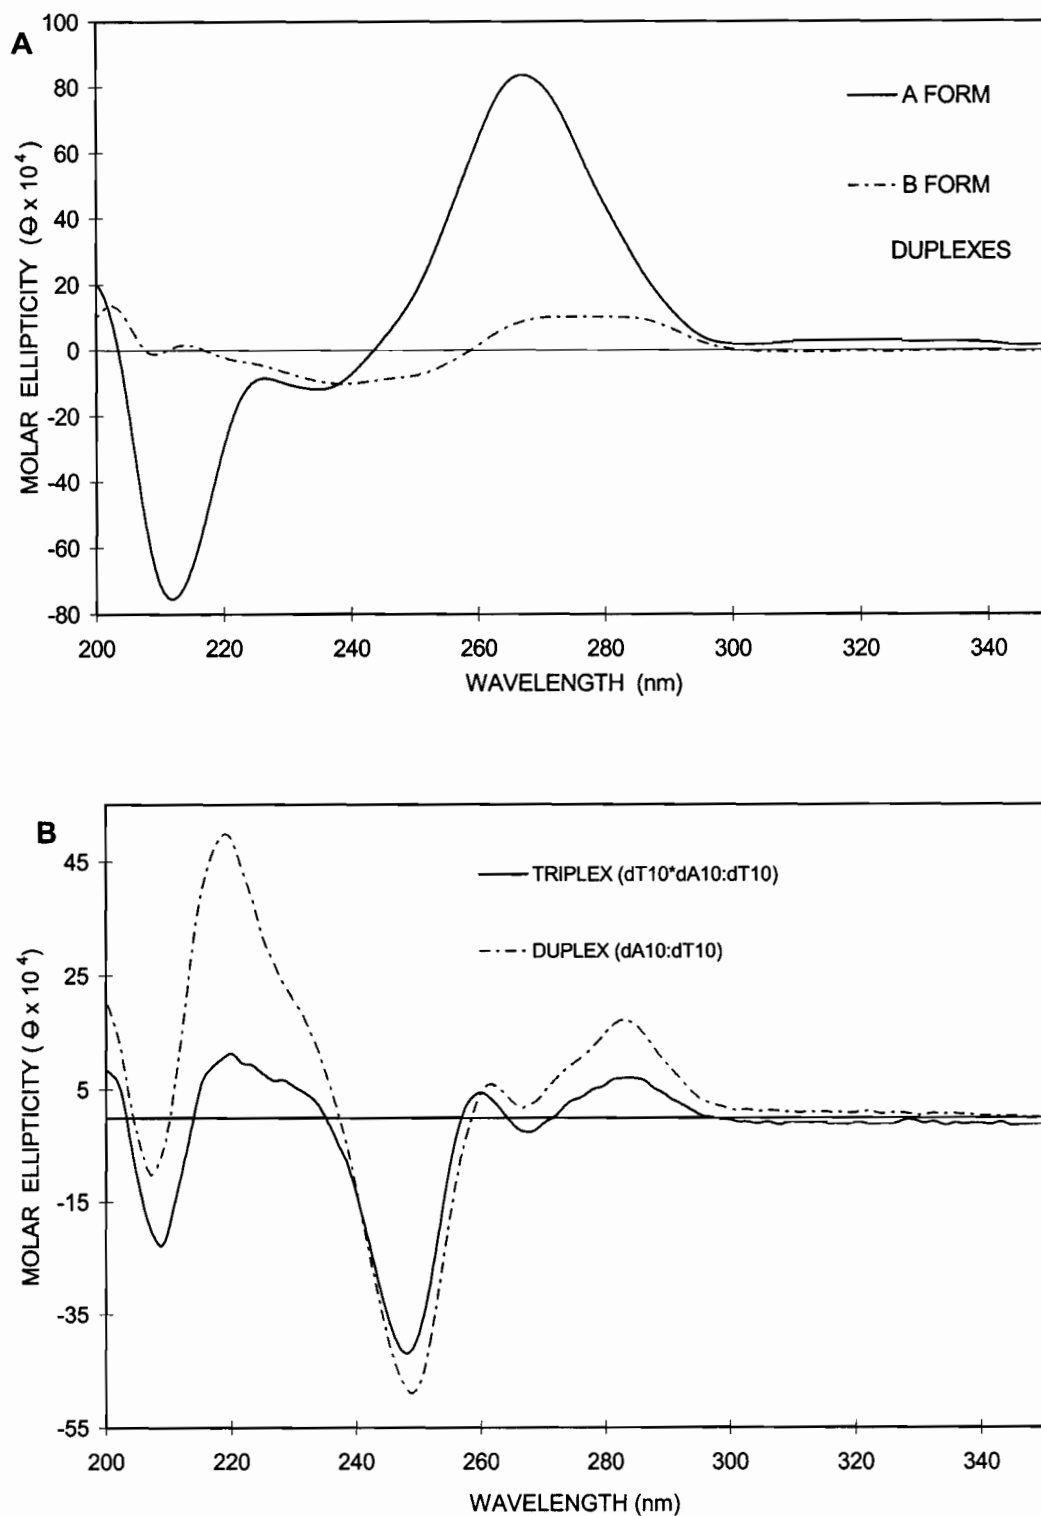 A
100
80
60
40
20
0
-20
-40
-60
-80
MOLAR ELLIPTICITY (Θ x 10⁴)
A FORM
B FORM
DUPLEXES
200 220 240 260 280 300 320 340
WAVELENGTH (nm)
B
45
25
5
-15
-35
-55
MOLAR ELLIPTICITY (Θ x 10⁴)
TRIPLEX (dT10*dA10:dT10)
DUPLEX (dA10:dT10)
200 220 240 260 280 300 320 340
WAVELENGTH (nm)